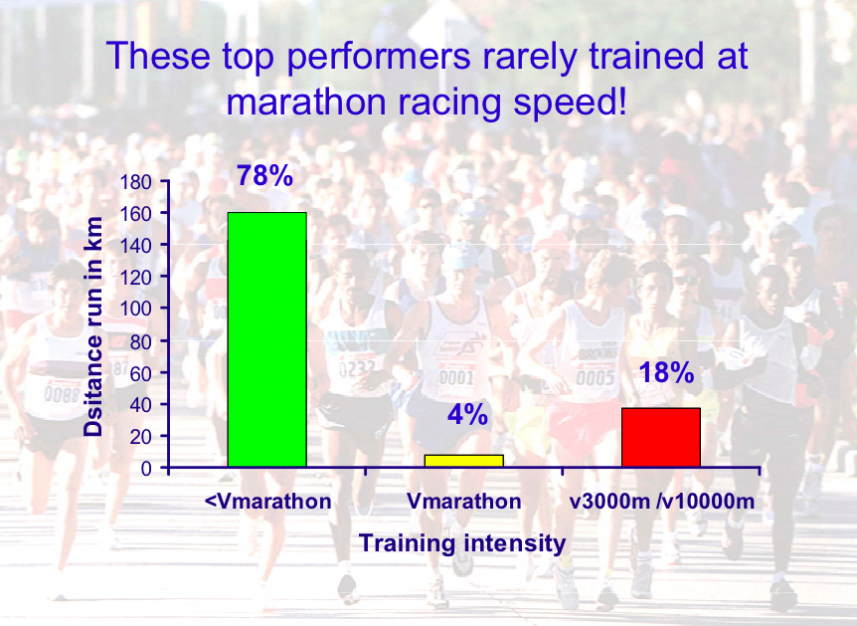 These top performers rarely trained at
marathon racing speed!
78%
4%
18%
180
160
140
120
100
80
60
40
20
0
Dsitance run in km
<Vmarathon
Vmarathon
v3000m /v10000m
Training intensity
0088
87
0232
0001
0005